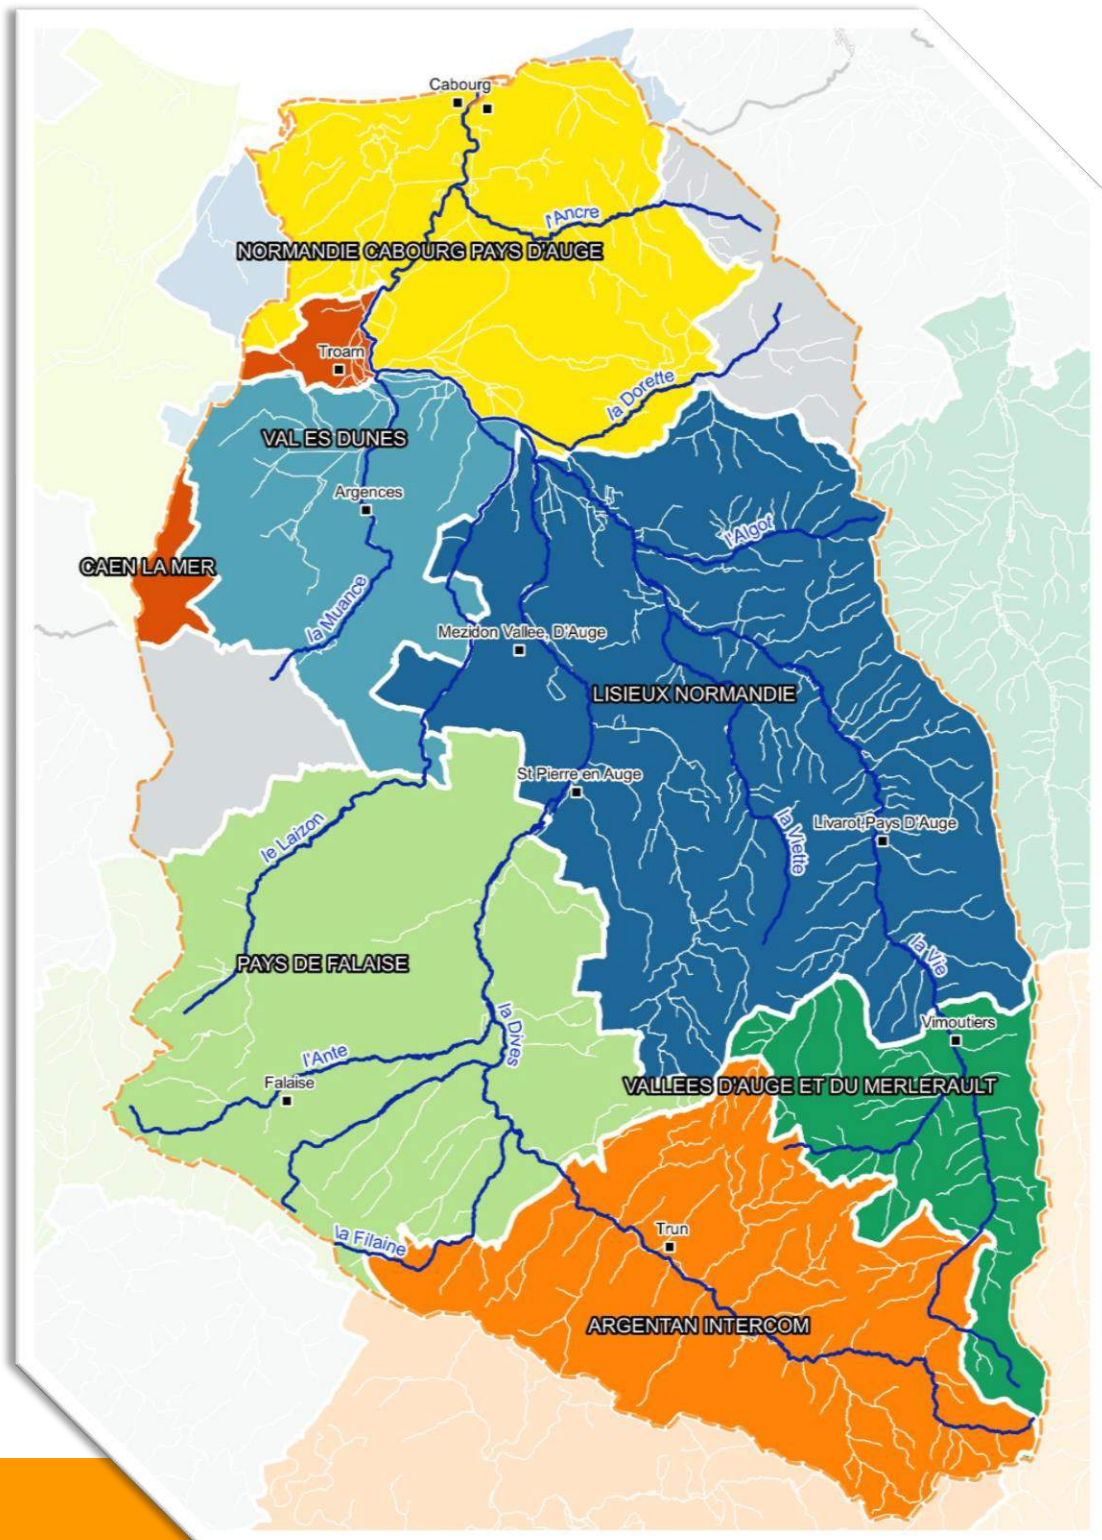 Cabourg
l'Ancre
NORMANDIE CABOURG PAYS D'AUGE
Troarn
la Dorette
VAL ES DUNES
Argences
l'Algot
CAEN LA MER
la Muance
Mezidon Vallee, D'Auge
LISIEUX NORMANDIE
St Pierre en Auge
le Laizon
la Viette
Livarot-Pays D'Auge
PAYS DE FALAISE
la Vie
la Dives
Vimoutiers
l'Ante
Falaise
VALLEES D'AUGE ET DU MERLERAULT
la Filaine
Trun
ARGENTAN INTERCOM